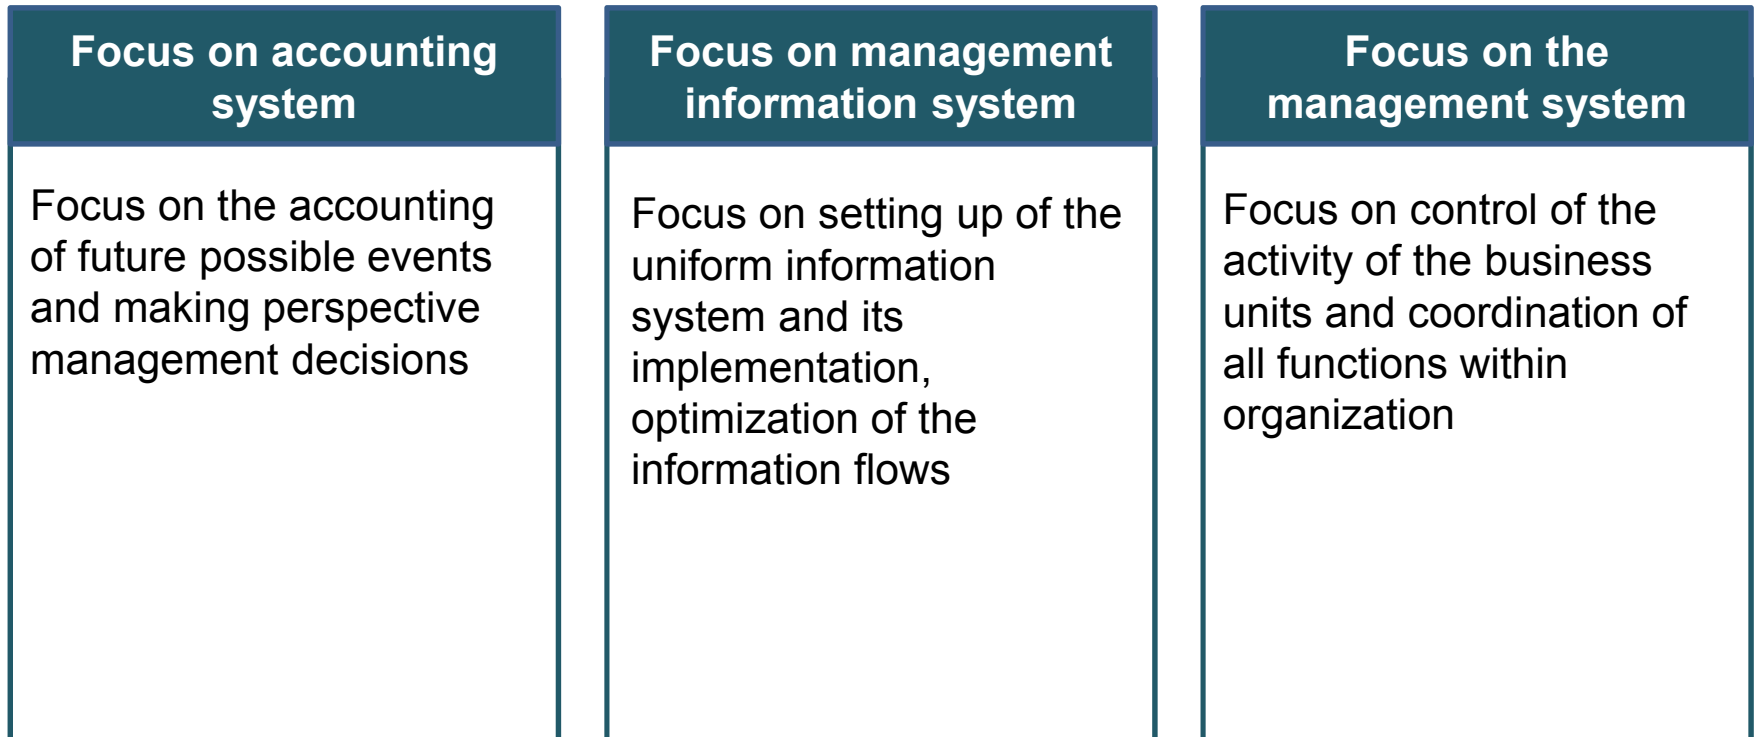 Focus on accounting
system
Focus on the accounting
of future possible events
and making perspective
management decisions
Focus on management
information system
Focus on setting up of the
uniform information
system and its
implementation,
optimization of the
information flows
Focus on the
management system
Focus on control of the
activity of the business
units and coordination of
all functions within
organization